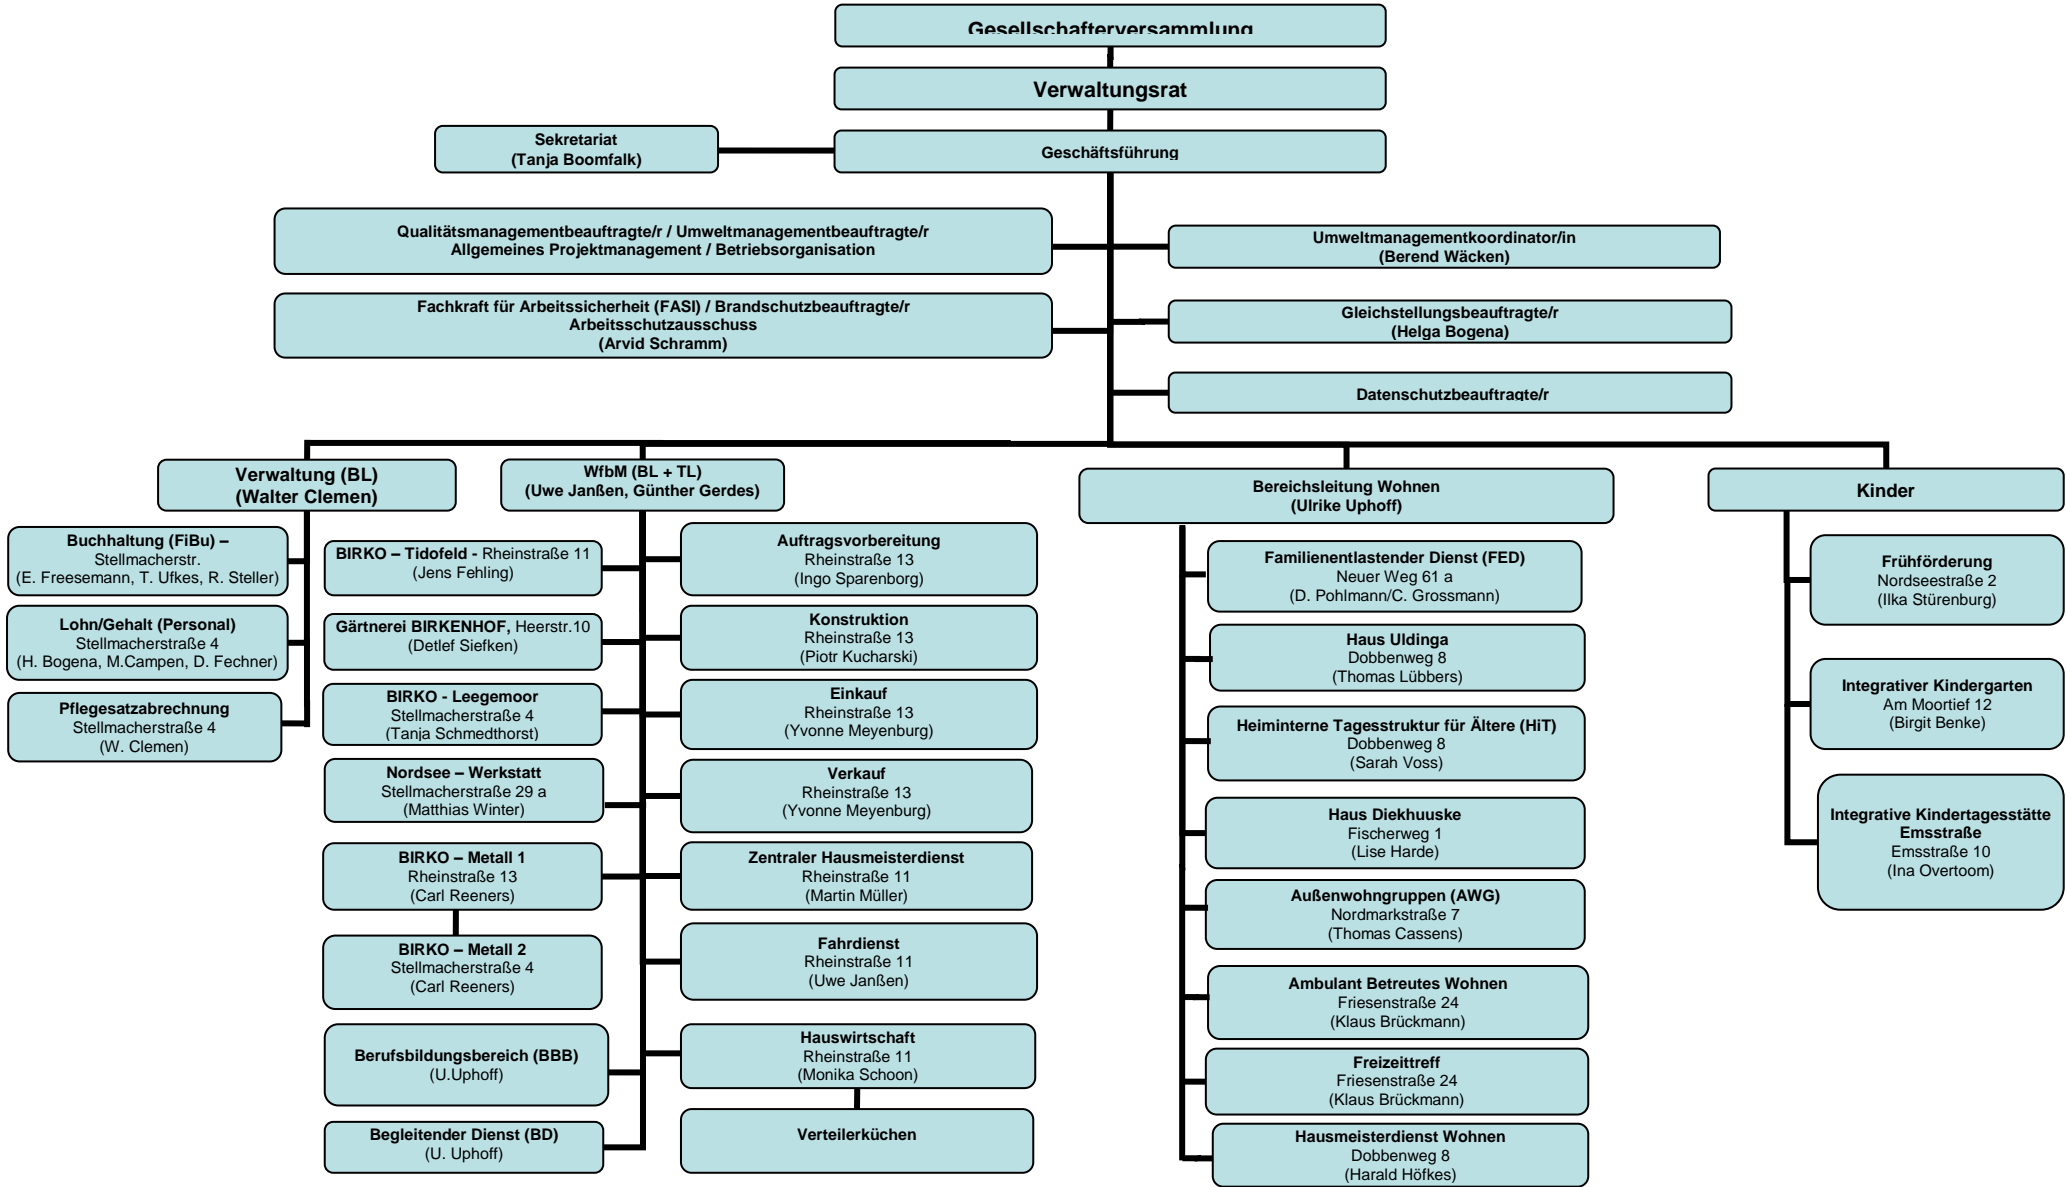 Gesellschafterversammlung
Verwaltungsrat
Sekretariat
(Tanja Boomfalk)
Geschäftsführung
Qualitätsmanagementbeauftragte/r / Umweltmanagementbeauftragte/r
Allgemeines Projektmanagement / Betriebsorganisation
Umweltmanagementkoordinator/in
(Berend Wäcken)
Fachkraft für Arbeitssicherheit (FASI) / Brandschutzbeauftragte/r
Arbeitsschutzausschuss
(Arvid Schramm)
Gleichstellungsbeauftragte/r
(Helga Bogena)
Datenschutzbeauftragte/r
Verwaltung (BL)
(Walter Clemen)
Buchhaltung (FiBu) –
Stellmacherstr.
(E. Freesemann, T. Ufkes, R. Steller)
Lohn/Gehalt (Personal)
Stellmacherstraße 4
(H. Bogena, M.Campen, D. Fechner)
Pflegesatzabrechnung
Stellmacherstraße 4
(W. Clemen)
WfbM (BL + TL)
(Uwe Janßen, Günther Gerdes)
BIRKO – Tidofeld - Rheinstraße 11
(Jens Fehling)
Gärtnerei BIRKENHOF, Heerstr.10
(Detlef Siefken)
BIRKO - Leegemoor
Stellmacherstraße 4
(Tanja Schmedthorst)
Nordsee – Werkstatt
Stellmacherstraße 29 a
(Matthias Winter)
BIRKO – Metall 1
Rheinstraße 13
(Carl Reeners)
BIRKO – Metall 2
Stellmacherstraße 4
(Carl Reeners)
Berufsbildungsbereich (BBB)
(U.Uphoff)
Begleitender Dienst (BD)
(U. Uphoff)
Auftragsvorbereitung
Rheinstraße 13
(Ingo Sparenborg)
Konstruktion
Rheinstraße 13
(Piotr Kucharski)
Einkauf
Rheinstraße 13
(Yvonne Meyenburg)
Verkauf
Rheinstraße 13
(Yvonne Meyenburg)
Zentraler Hausmeisterdienst
Rheinstraße 11
(Martin Müller)
Fahrdienst
Rheinstraße 11
(Uwe Janßen)
Hauswirtschaft
Rheinstraße 11
(Monika Schoon)
Verteilerküchen
Bereichsleitung Wohnen
(Ulrike Uphoff)
Familienentlastender Dienst (FED)
Neuer Weg 61 a
(D. Pohlmann/C. Grossmann)
Haus Uldinga
Dobbenweg 8
(Thomas Lübbers)
Heiminterne Tagesstruktur für Ältere (HiT)
Dobbenweg 8
(Sarah Voss)
Haus Diekhuuske
Fischerweg 1
(Lise Harde)
Außenwohngruppen (AWG)
Nordmarkstraße 7
(Thomas Cassens)
Ambulant Betreutes Wohnen
Friesenstraße 24
(Klaus Brückmann)
Freizeittreff
Friesenstraße 24
(Klaus Brückmann)
Hausmeisterdienst Wohnen
Dobbenweg 8
(Harald Höfkes)
Kinder
Frühförderung
Nordseestraße 2
(Ilka Stürenburg)
Integrativer Kindergarten
Am Moortief 12
(Birgit Benke)
Integrative Kindertagesstätte
Emsstraße
Emsstraße 10
(Ina Overtoom)